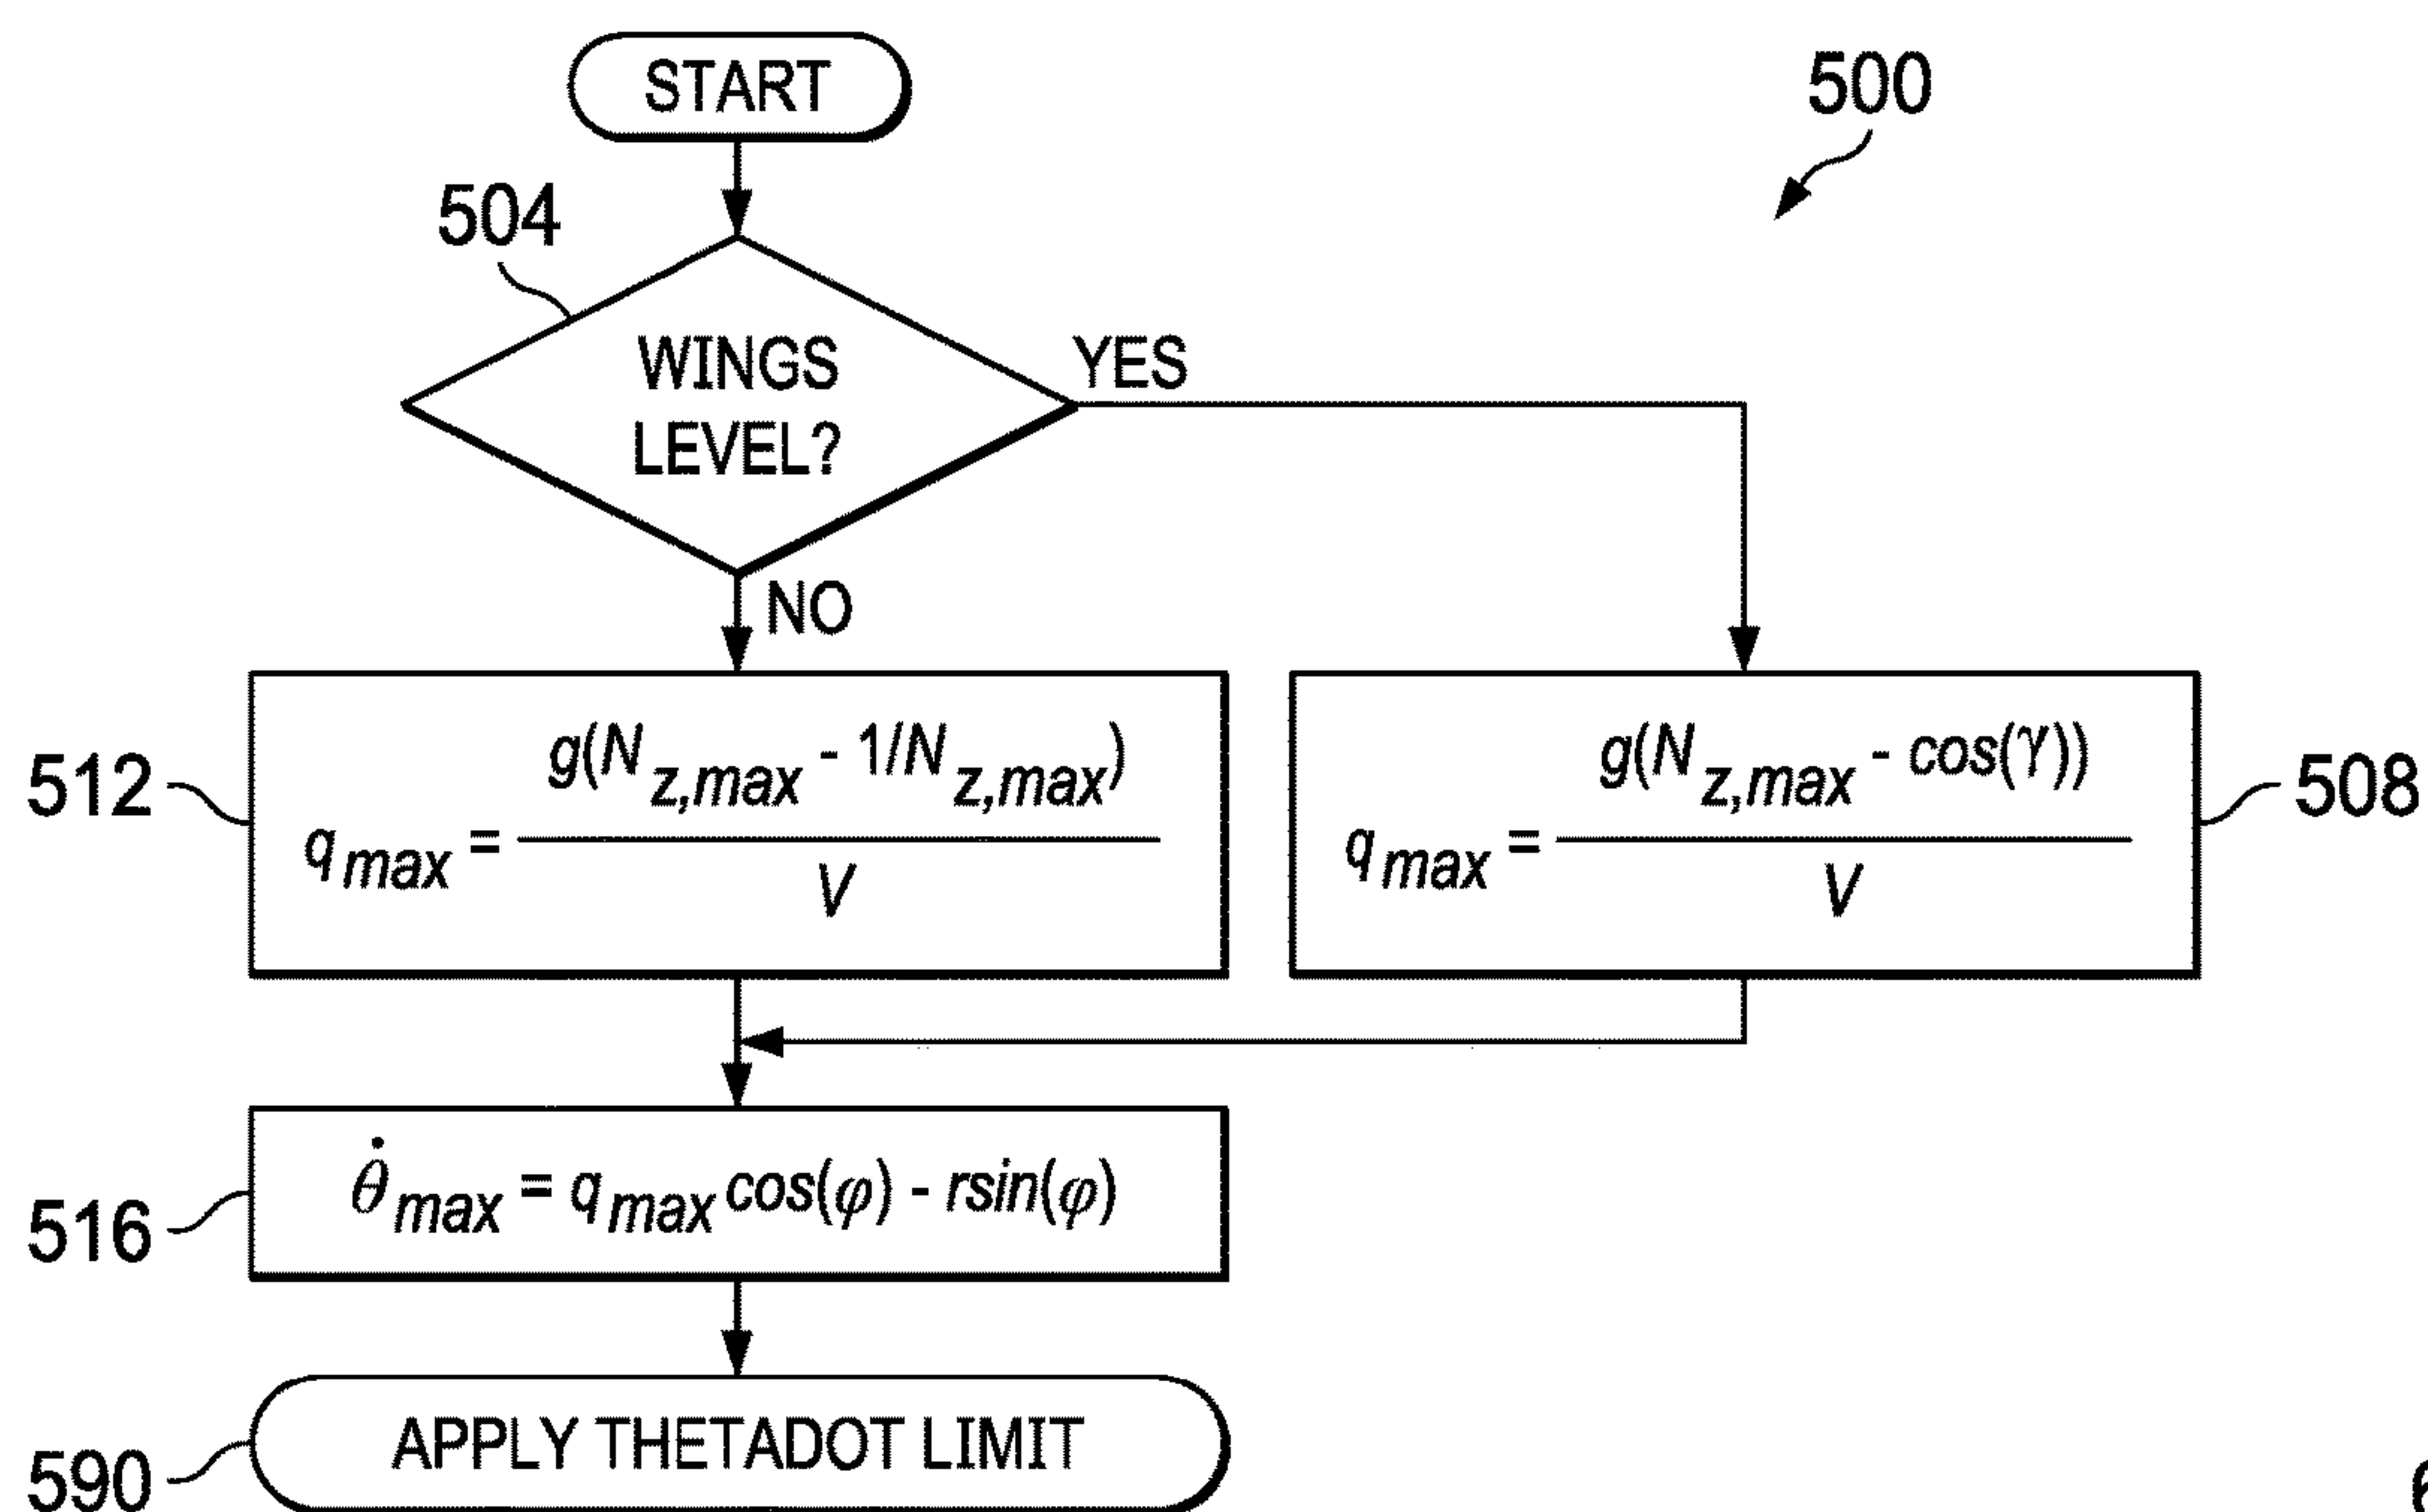 START
500
504
WINGS
LEVEL?
YES
NO
512
q max = g(N z,max - 1/N z,max) / V
q max = g(N z,max - cos(γ)) / V
508
516
θ̇ max = q max cos(φ) - rsin(φ)
590
APPLY THETADOT LIMIT